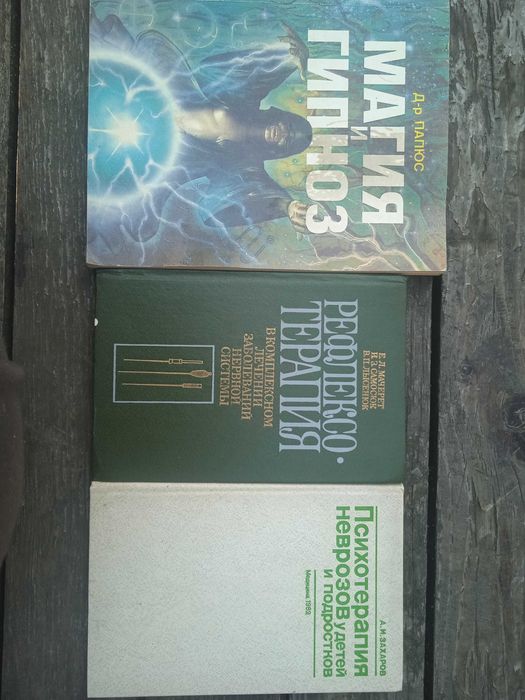 Д-р ПАПЮС
МАГИЯ
И
ГИПНОЗ
Е.Л. МАЧЕРЕТ
И.З. САМОСЮК
В.П. ЛЫСЕНЮК
РЕФЛЕКСО-
ТЕРАПИЯ
В КОМПЛЕКСНОМ
ЛЕЧЕНИИ
ЗАБОЛЕВАНИЙ
НЕРВНОЙ
СИСТЕМЫ
А.И. ЗАХАРОВ
Психотерапия
неврозов у детей
и подростков
Медицина 1982